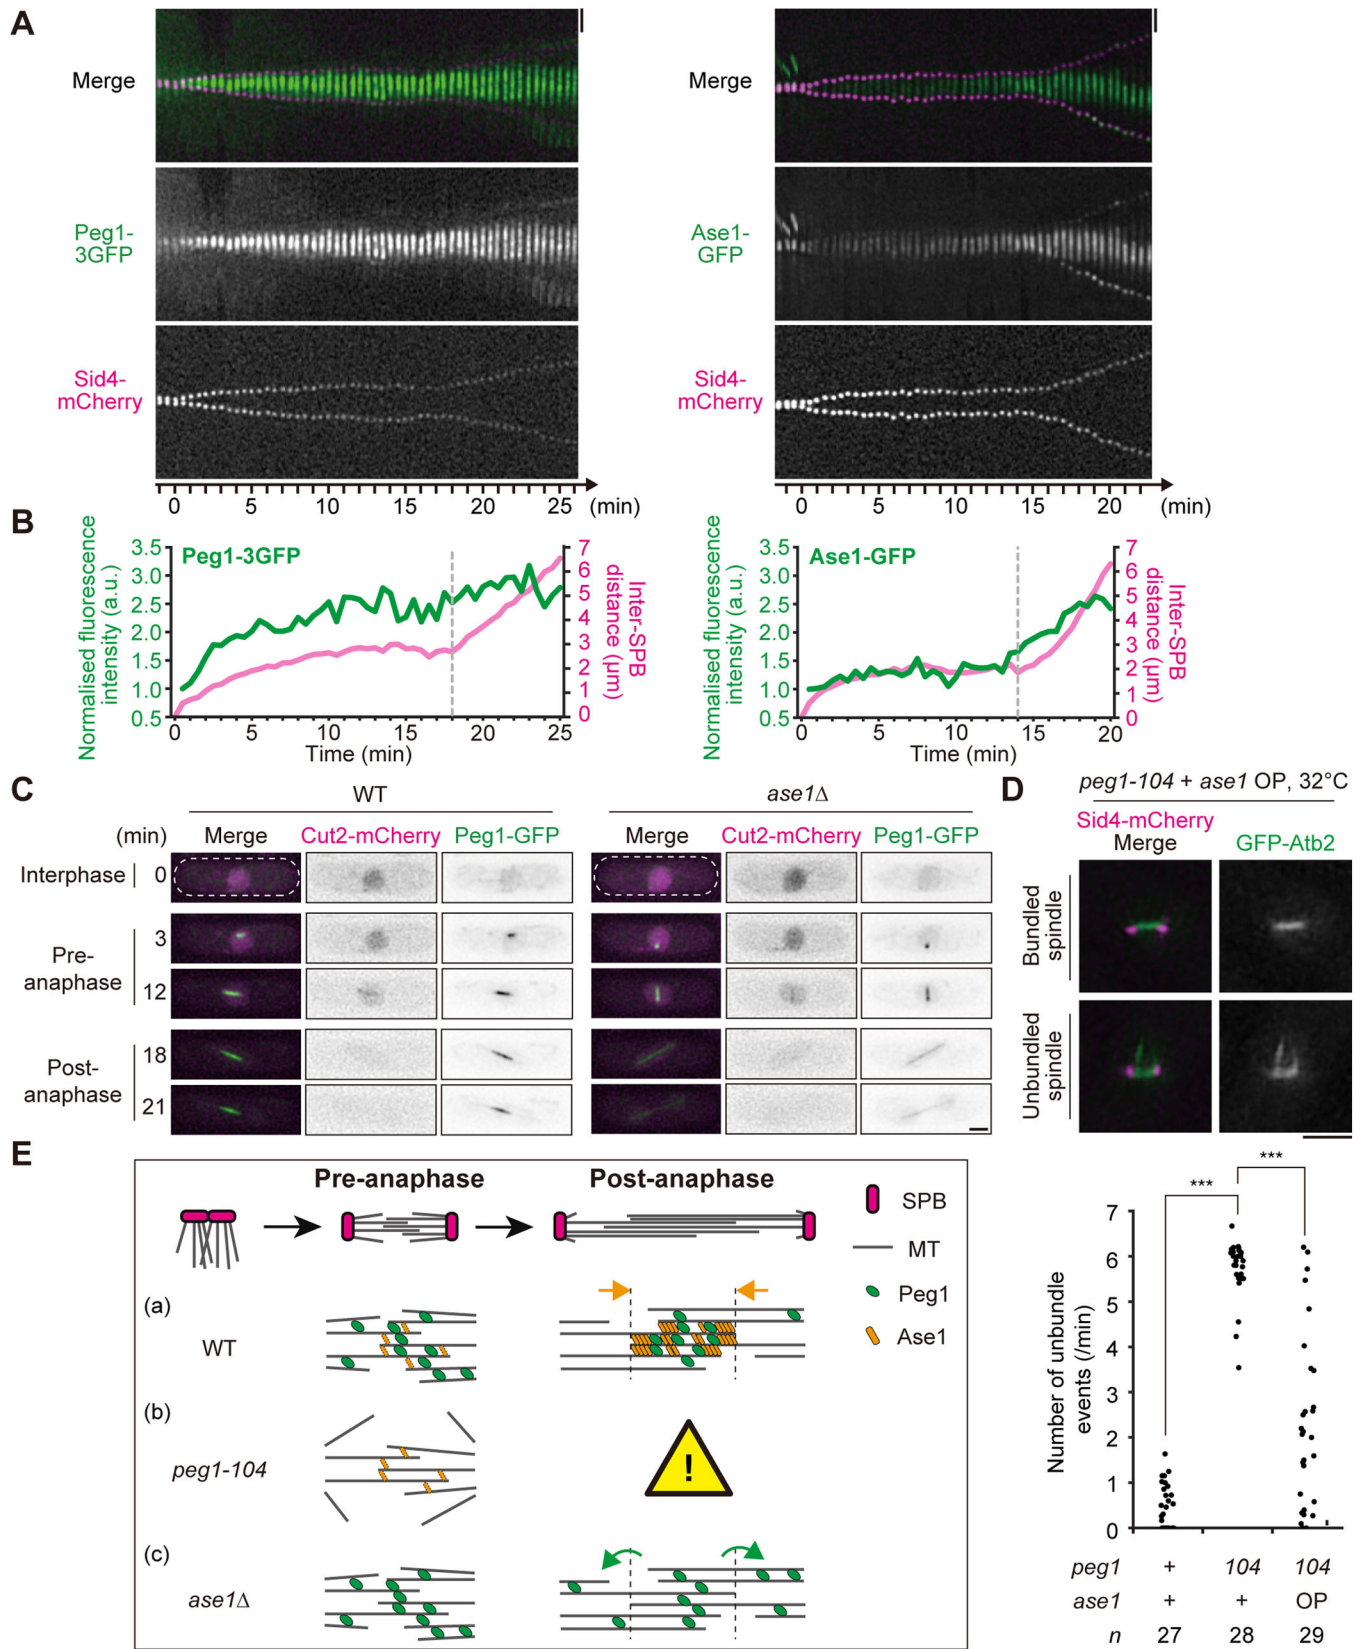 A
Merge
Peg1-
3GFP
Sid4-
mCherry
0 5 10 15 20 25 (min)
Merge
Ase1-
GFP
Sid4-
mCherry
0 5 10 15 20 (min)
B
Normalised fluorescence
intensity (a.u.)
3.5
3.0
2.5
2.0
1.5
1.0
0.5
Peg1-3GFP
7
6
5
4
3
2
1
0
Inter-SPB
distance (μm)
0 5 10 15 20 25
Time (min)
Normalised fluorescence
intensity (a.u.)
3.5
3.0
2.5
2.0
1.5
1.0
0.5
Ase1-GFP
7
6
5
4
3
2
1
0
Inter-SPB
distance (μm)
0 5 10 15 20
Time (min)
C
WT
ase1Δ
(min) Merge Cut2-mCherry Peg1-GFP Merge Cut2-mCherry Peg1-GFP
Interphase 0
Pre-
anaphase
3
12
Post-
anaphase
18
21
D
peg1-104 + ase1 OP, 32°C
Sid4-mCherry
Merge
GFP-Atb2
Bundled
spindle
Unbundled
spindle
*** ***
Number of unbundle
events (/min)
7
6
5
4
3
2
1
0
peg1 + 104 104
ase1 + + OP
n 27 28 29
E
Pre-anaphase Post-anaphase
SPB
MT
Peg1
Ase1
(a)
WT
(b)
peg1-104
!
(c)
ase1Δ